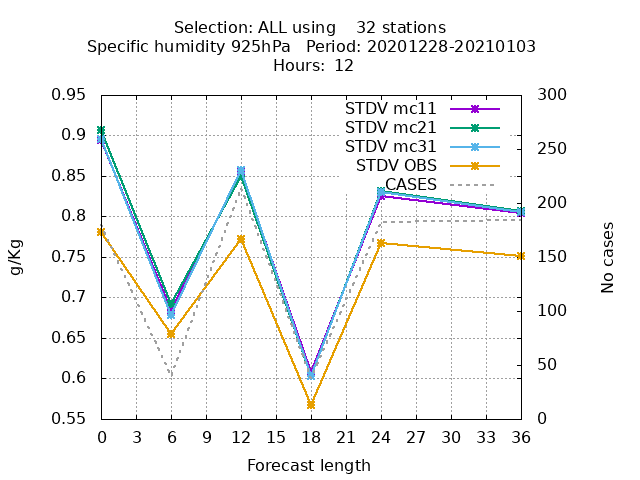 Selection: ALL using    32 stations
Specific humidity 925hPa   Period: 20201228-20210103
Hours:  12
g/Kg
0.95
0.9
0.85
0.8
0.75
0.7
0.65
0.6
0.55
STDV mc11
STDV mc21
STDV mc31
STDV OBS
CASES
300
250
200
150
100
50
0
No cases
0 3 6 9 12 15 18 21 24 27 30 33 36
Forecast length